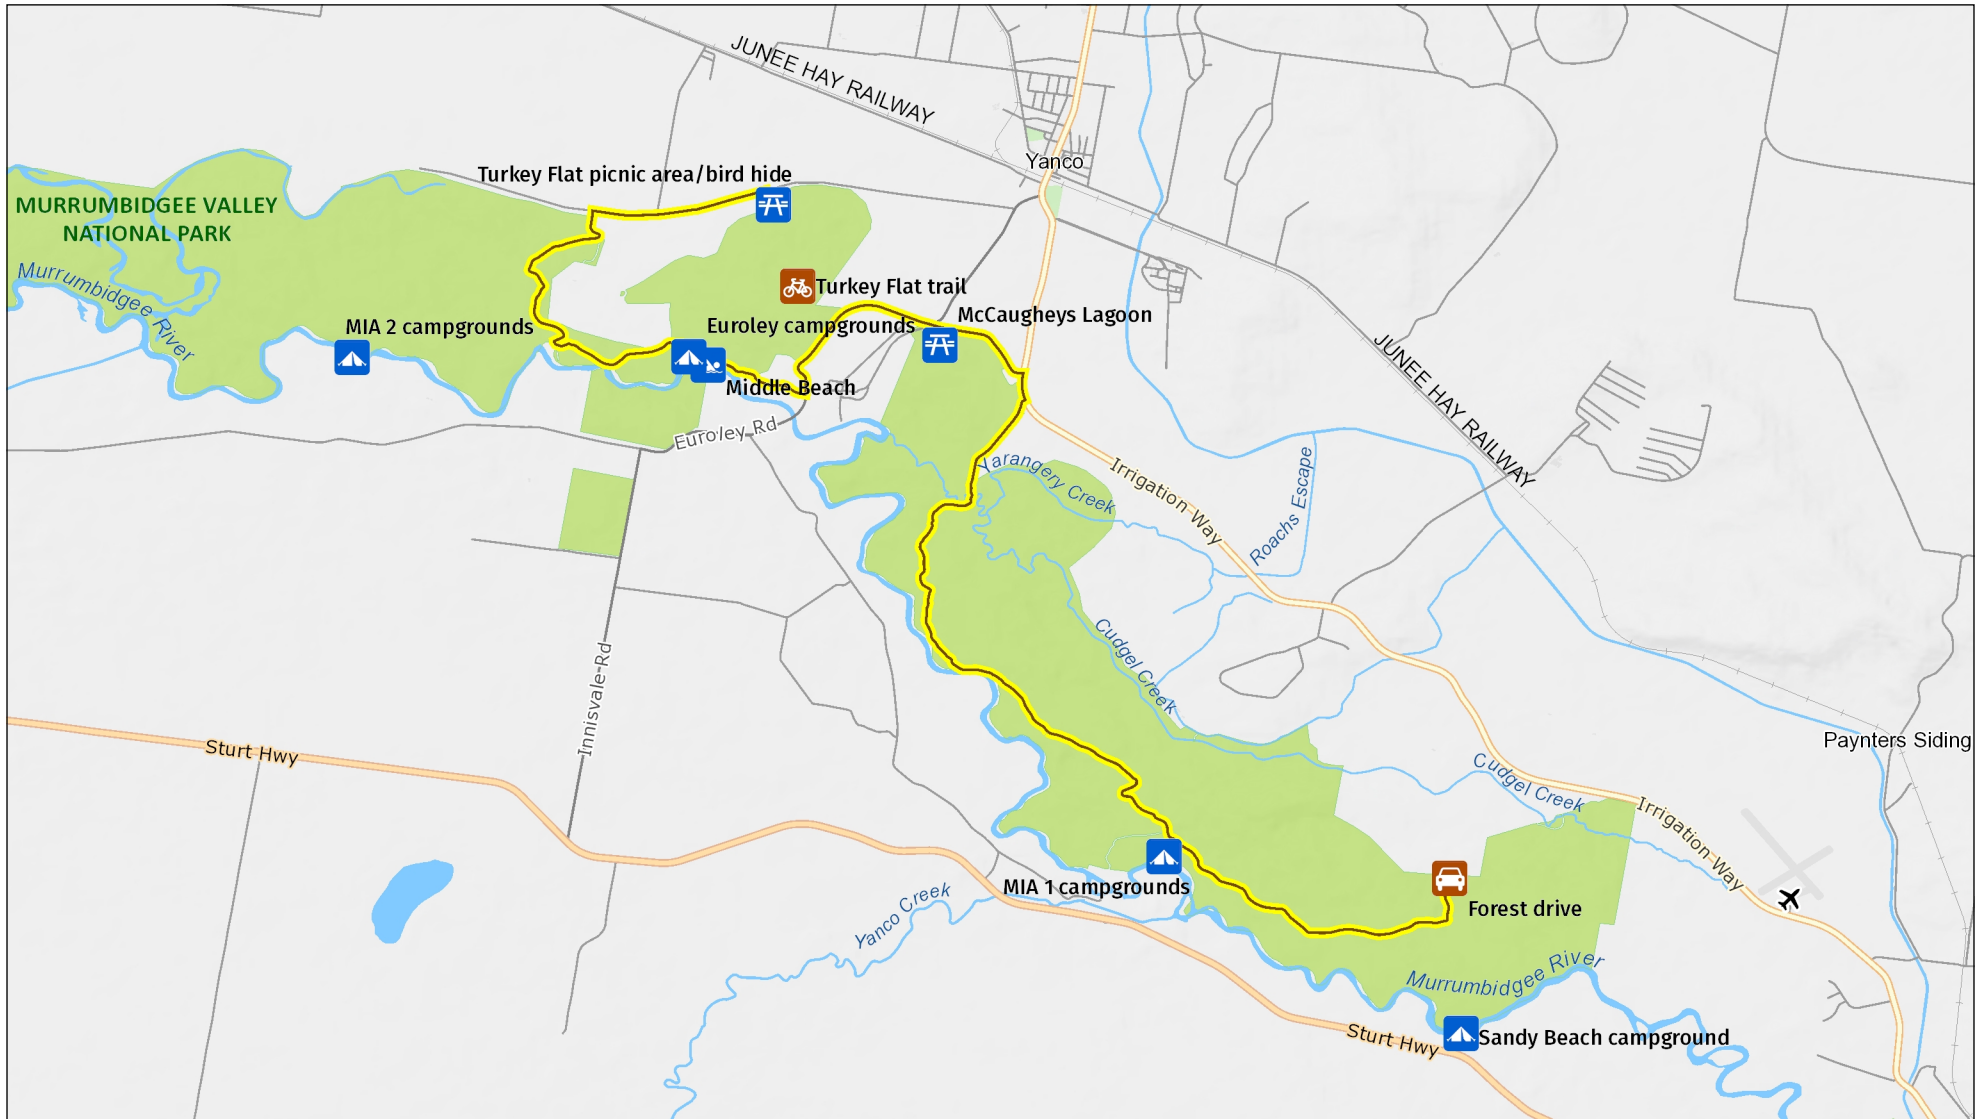 JUNEE HAY RAILWAY
Yanco
Turkey Flat picnic area/bird hide
MURRUMBIDGEE VALLEY
NATIONAL PARK
Murrumbidgee River
Turkey Flat trail
McCaugheys Lagoon
MIA 2 campgrounds
Euroley campgrounds
Middle Beach
Euroley Rd
JUNEE HAY RAILWAY
Yarangery Creek
Irrigation Way
Roachs Escape
Cudgel Creek
Innisvale-Rd
Sturt Hwy
Paynters Siding
Cudgel Creek
Irrigation Way
MIA 1 campgrounds
Yanco Creek
Forest drive
Murrumbidgee River
Sturt Hwy
Sandy Beach campground